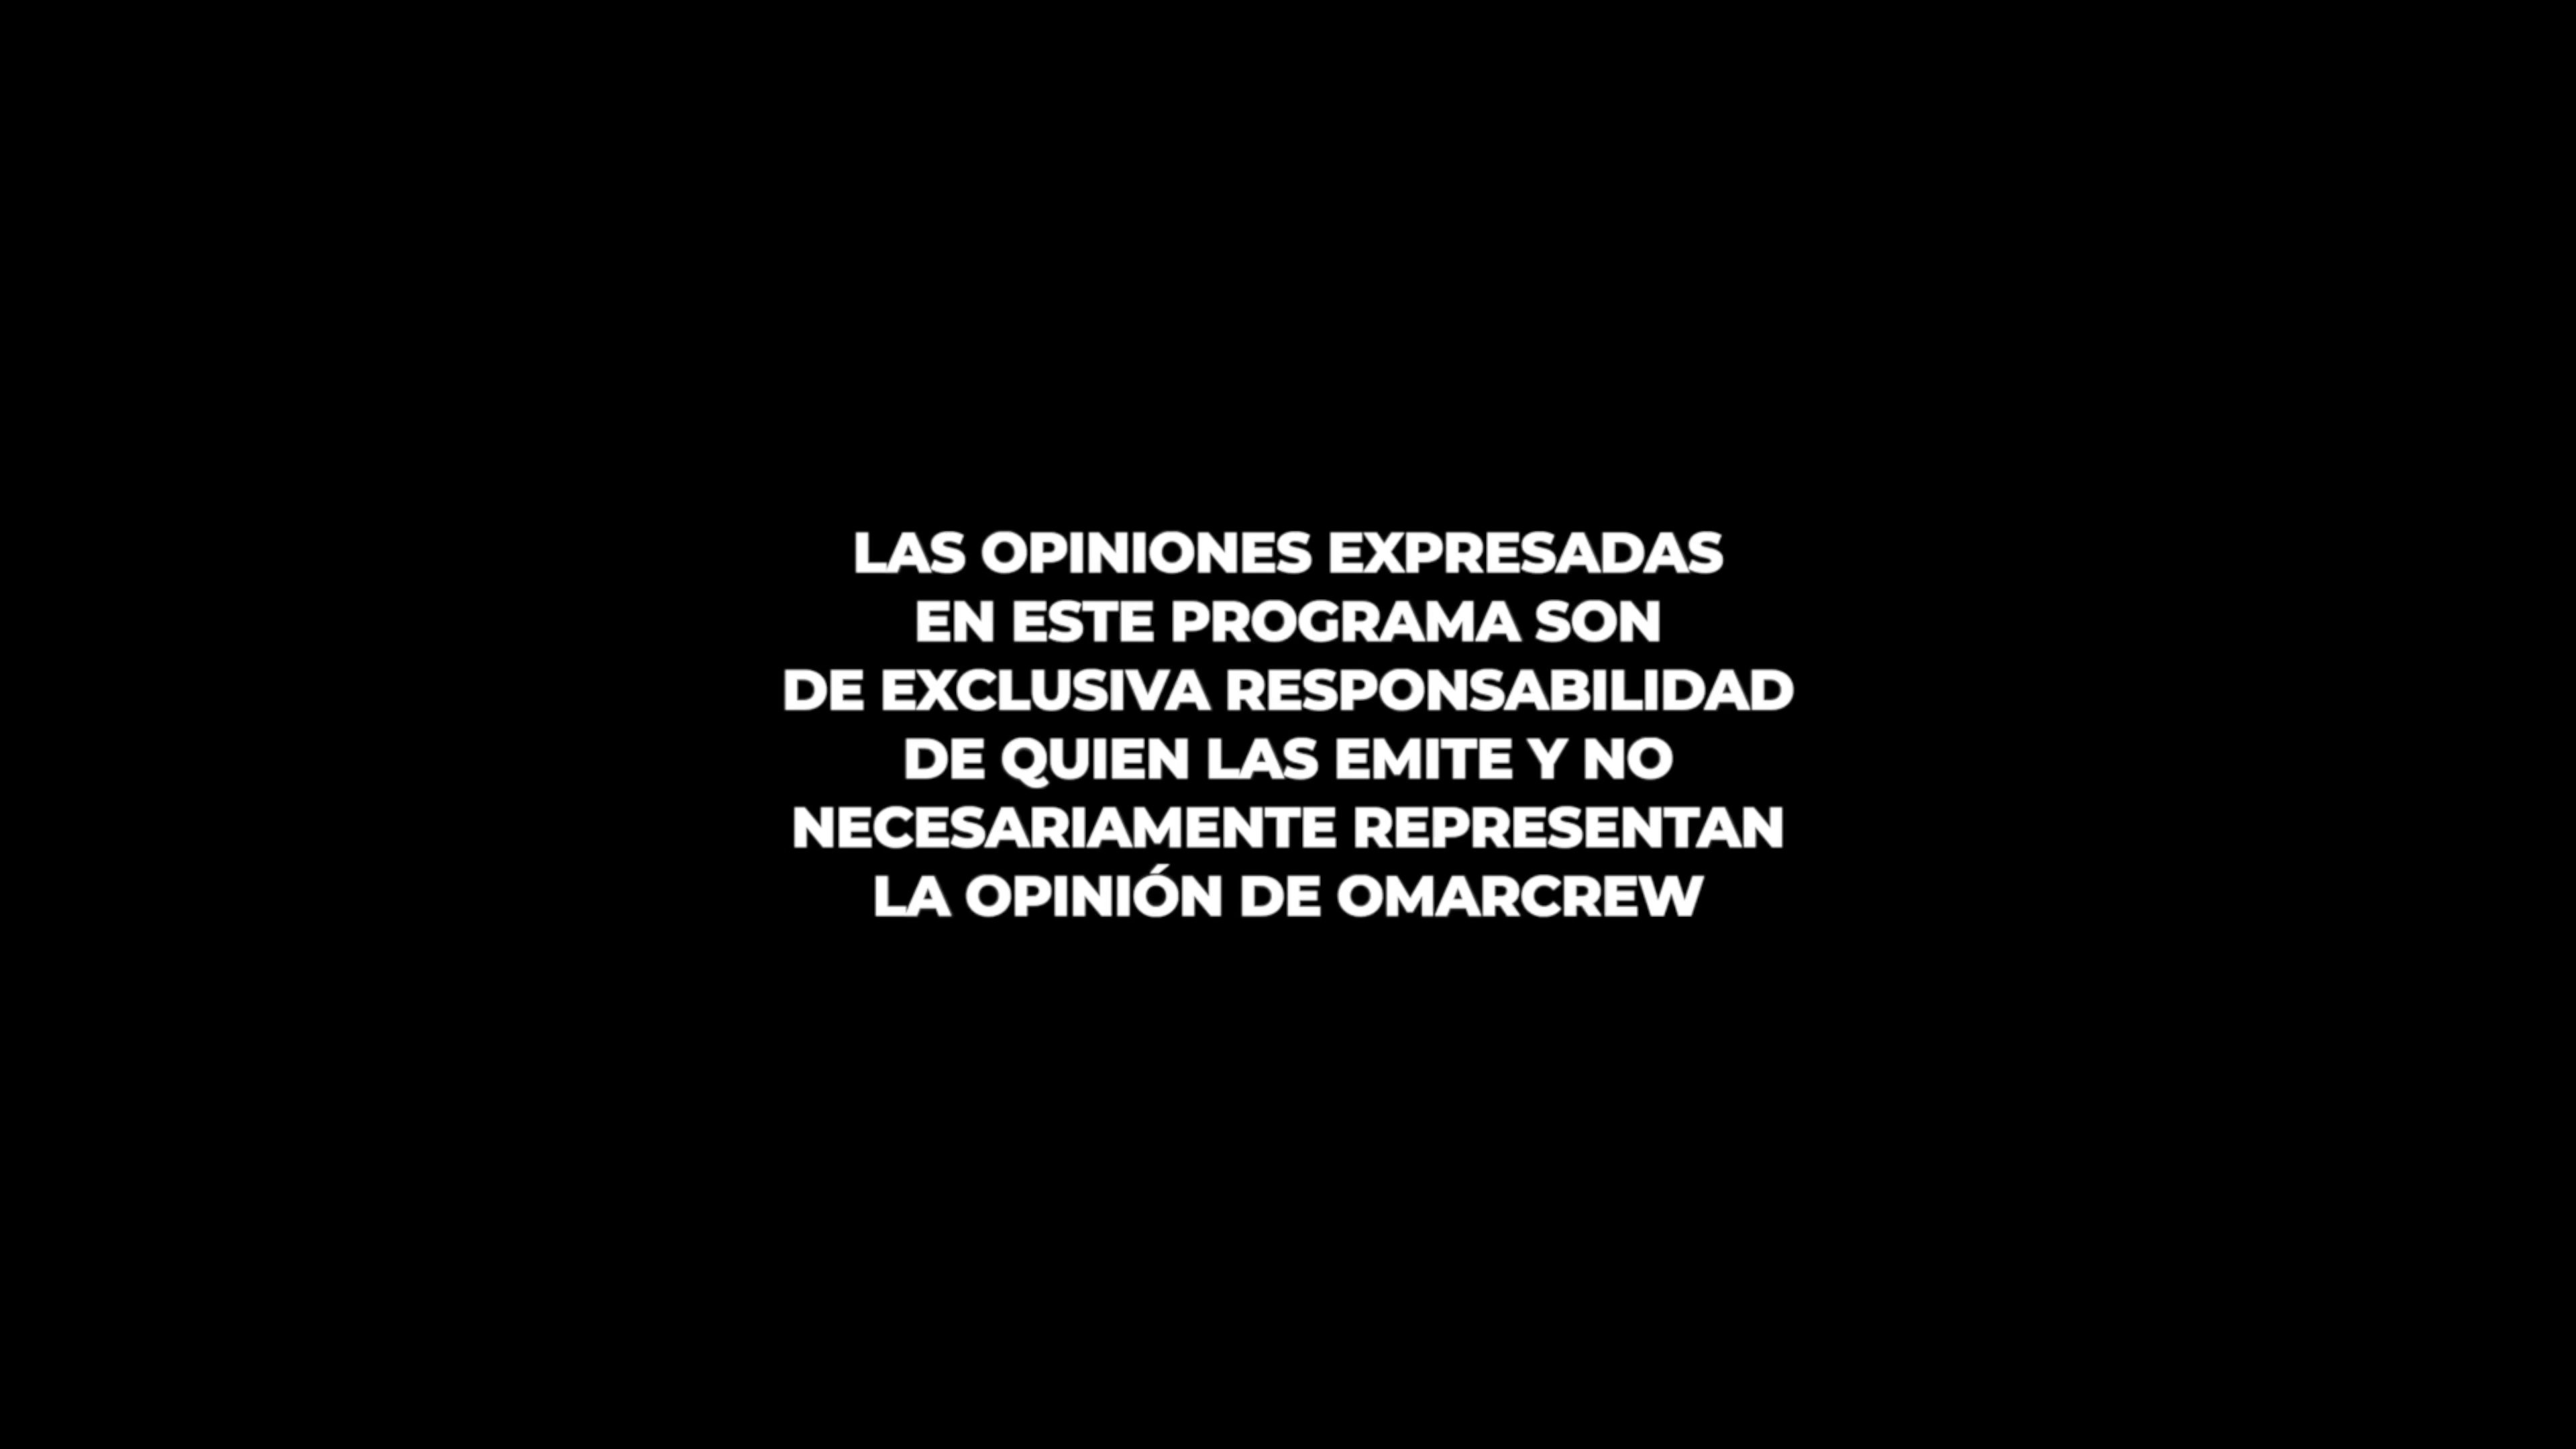 LAS OPINIONES EXPRESADAS
EN ESTE PROGRAMA SON
DE EXCLUSIVA RESPONSABILIDAD
DE QUIEN LAS EMITE Y NO
NECESARIAMENTE REPRESENTAN
LA OPINIÓN DE OMARCREW